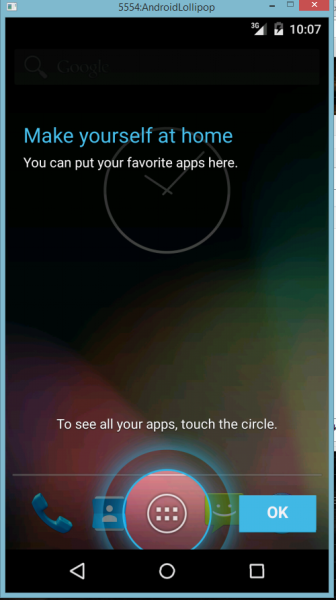 5554:AndroidLollipop
3G 10:07
Google
Make yourself at home
You can put your favorite apps here.
To see all your apps, touch the circle.
OK